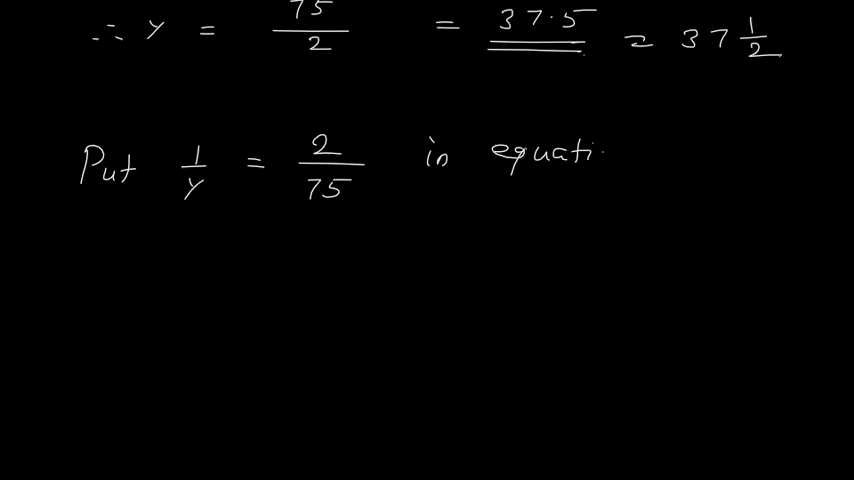 ∴ y = 75/2 = 37.5 = 37 1/2
Put 1/y = 2/75 in equati